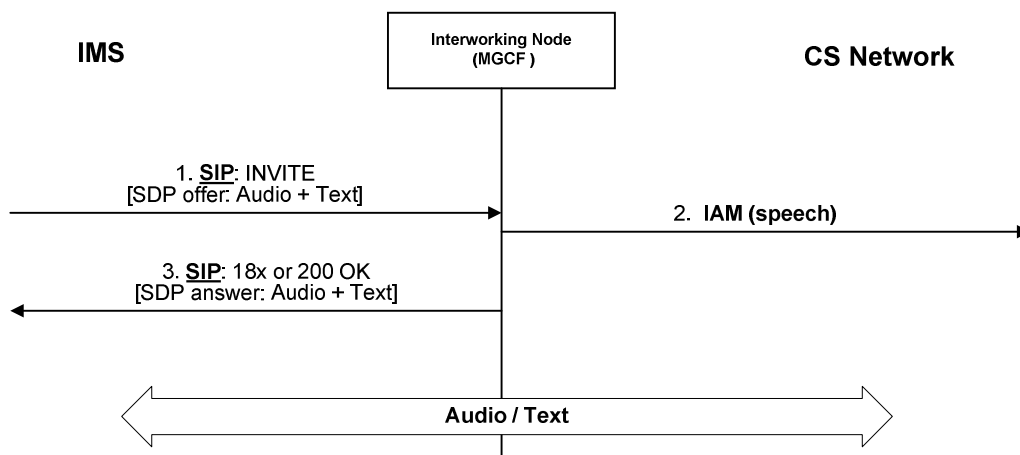 Interworking Node
(MGCF )
IMS
CS Network
1. SIP: INVITE
[SDP offer: Audio + Text]
2. IAM (speech)
3. SIP: 18x or 200 OK
[SDP answer: Audio + Text]
Audio / Text